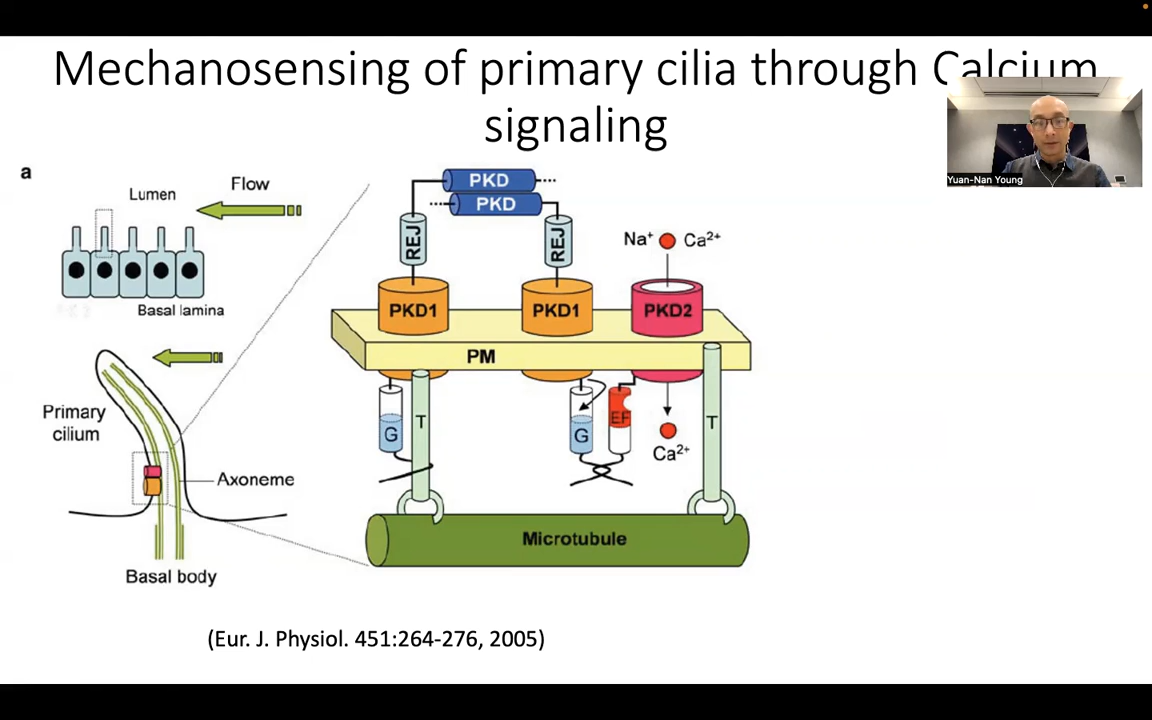 Mechanosensing of primary cilia through Calcium
signaling
Yuan-Nan Young
a
Lumen
Flow
Basal lamina
Primary
cilium
Axoneme
Basal body
PKD
PKD
REJ
REJ
Na⁺ Ca²⁺
PKD1
PKD1
PKD2
PM
G
T
G
EF
T
Ca²⁺
Microtubule
(Eur. J. Physiol. 451:264-276, 2005)